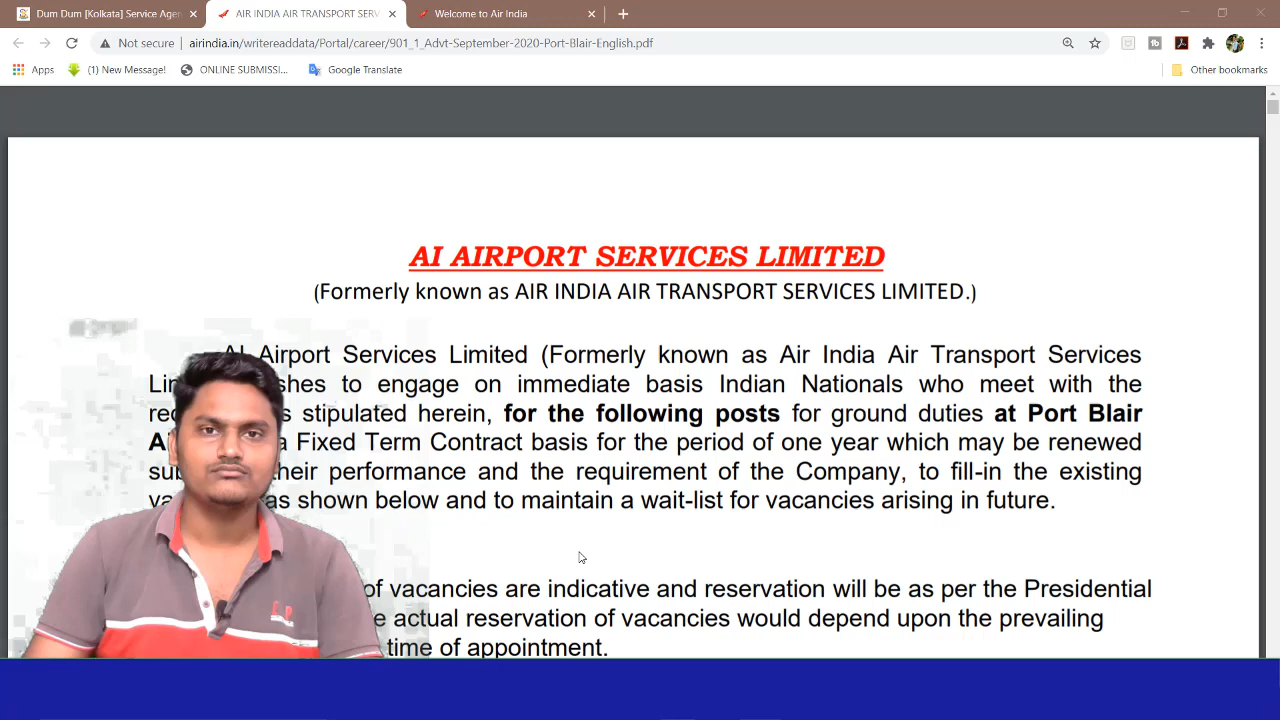 Dum Dum [Kolkata] Service Agen
AIR INDIA AIR TRANSPORT SERV
Welcome to Air India
Not secure
airindia.in/writereaddata/Portal/career/901_1_Advt-September-2020-Port-Blair-English.pdf
Apps
(1) New Message!
ONLINE SUBMISSI...
Google Translate
Other bookmarks
AI AIRPORT SERVICES LIMITED
(Formerly known as AIR INDIA AIR TRANSPORT SERVICES LIMITED.)
AI Airport Services Limited (Formerly known as Air India Air Transport Services
to engage on immediate basis Indian Nationals who meet with the
stipulated herein, for the following posts for ground duties at Port Blair
a Fixed Term Contract basis for the period of one year which may be renewed
their performance and the requirement of the Company, to fill-in the existing
as shown below and to maintain a wait-list for vacancies arising in future.
of vacancies are indicative and reservation will be as per the Presidential
actual reservation of vacancies would depend upon the prevailing
time of appointment.